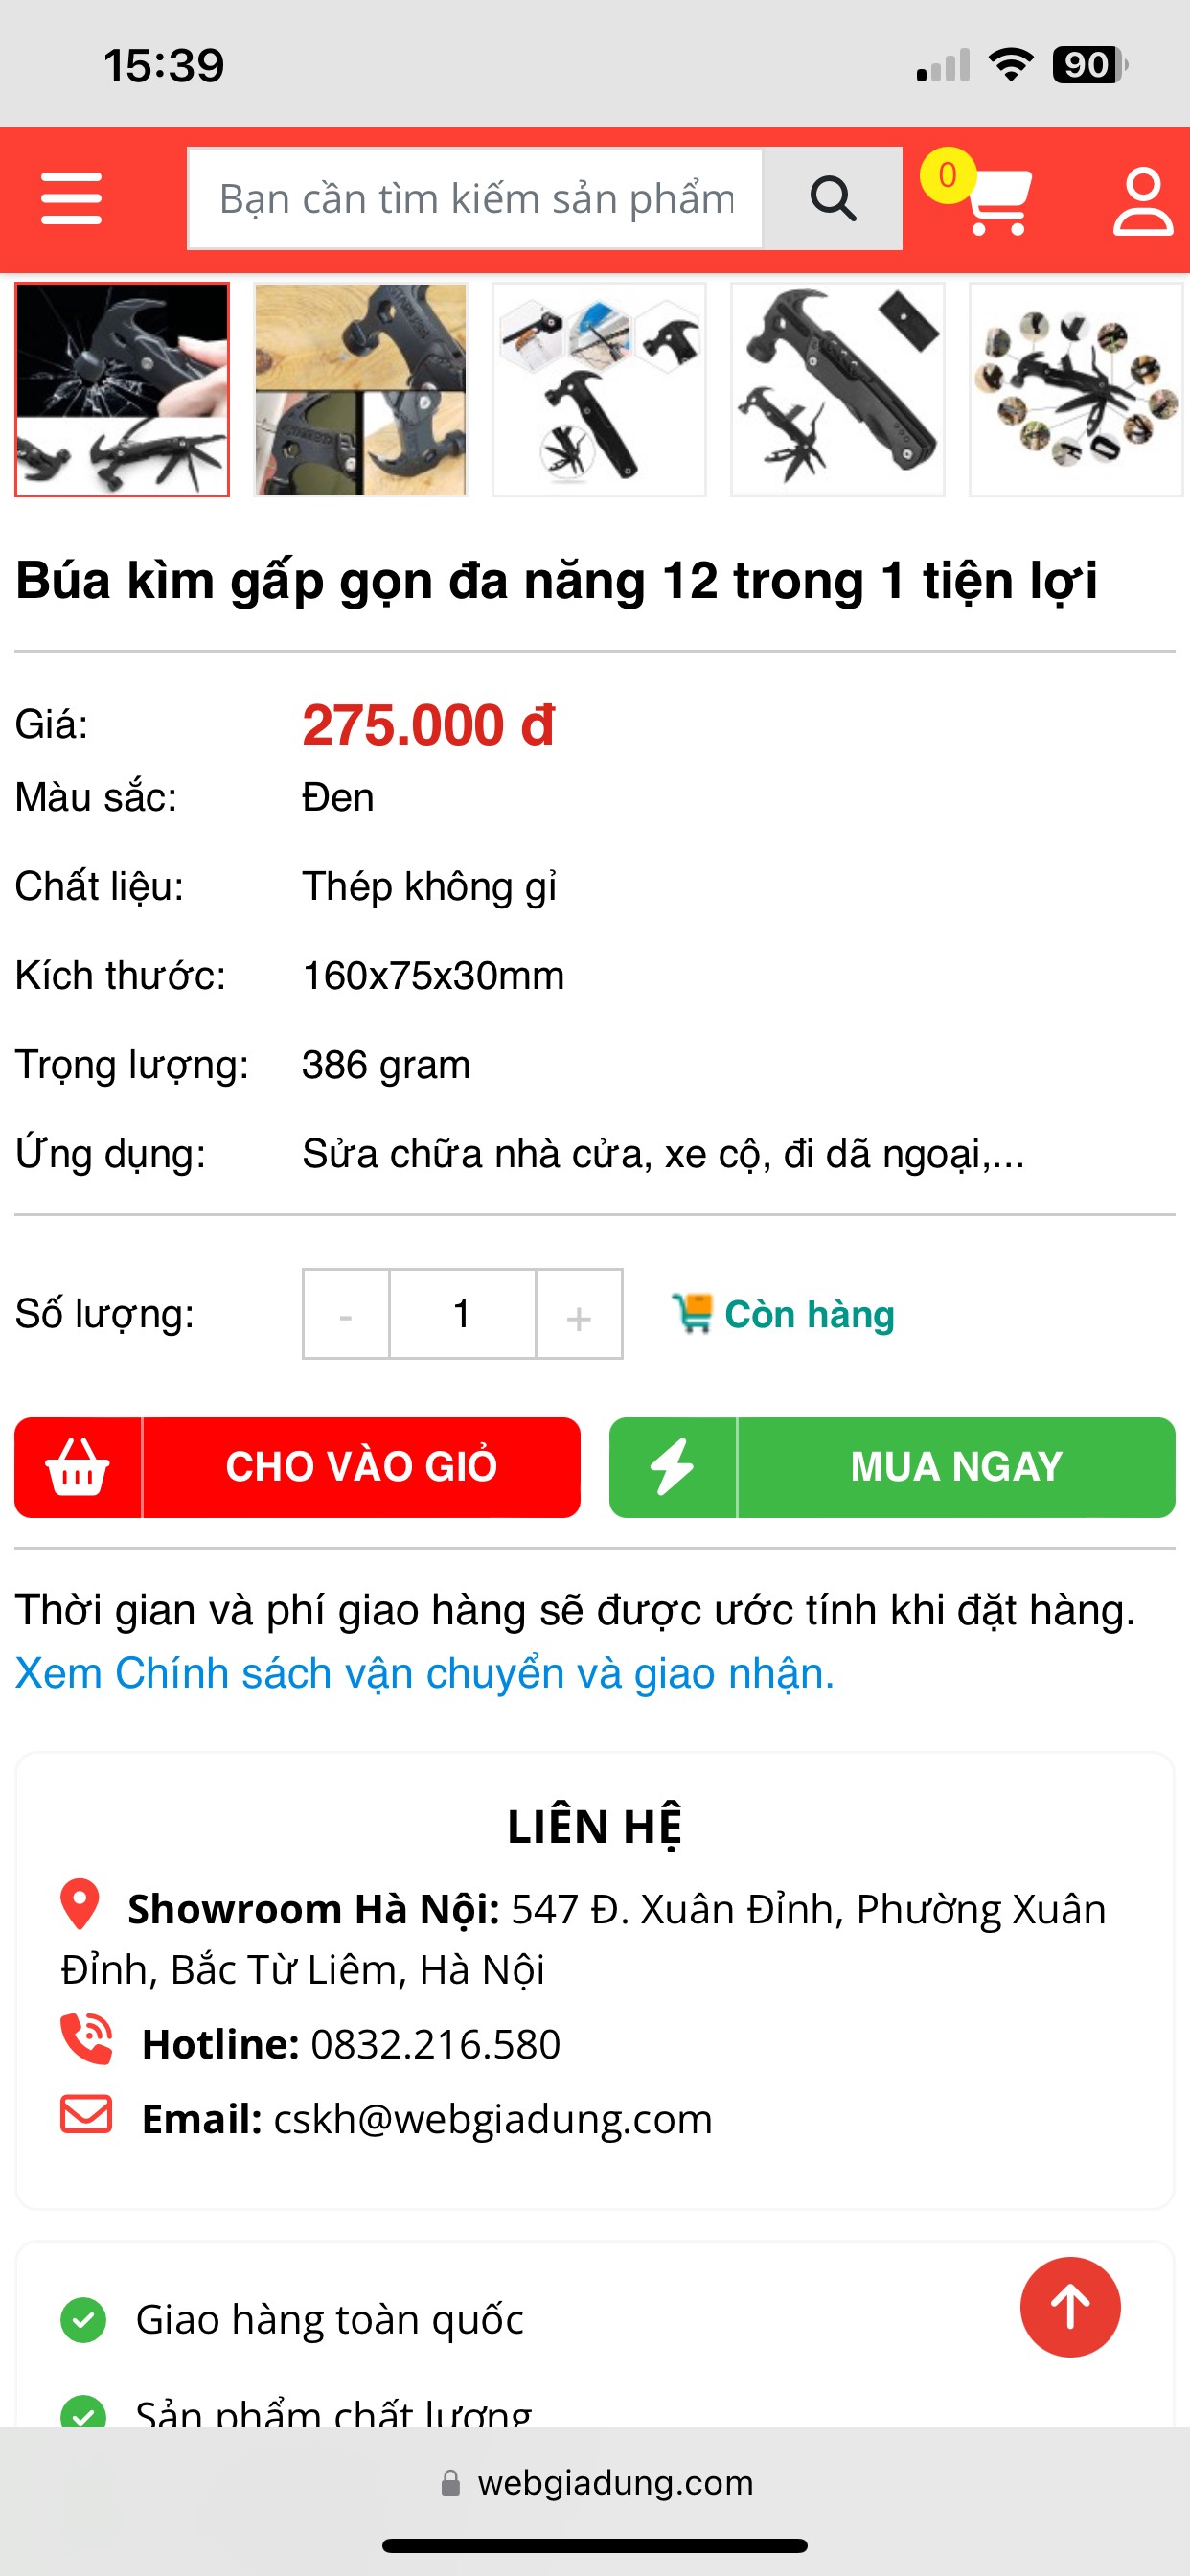 15:39
90
Bạn cần tìm kiếm sản phẩm
0
Búa kìm gấp gọn đa năng 12 trong 1 tiện lợi
Giá: 275.000 đ
Màu sắc: Đen
Chất liệu: Thép không gỉ
Kích thước: 160x75x30mm
Trọng lượng: 386 gram
Ứng dụng: Sửa chữa nhà cửa, xe cộ, đi dã ngoại,...
Số lượng: - 1 + Còn hàng
CHO VÀO GIỎ
MUA NGAY
Thời gian và phí giao hàng sẽ được ước tính khi đặt hàng.
Xem Chính sách vận chuyển và giao nhận.
LIÊN HỆ
Showroom Hà Nội: 547 Đ. Xuân Đỉnh, Phường Xuân
Đỉnh, Bắc Từ Liêm, Hà Nội
Hotline: 0832.216.580
Email: cskh@webgiadung.com
Giao hàng toàn quốc
Sản phẩm chất lượng
webgiadung.com